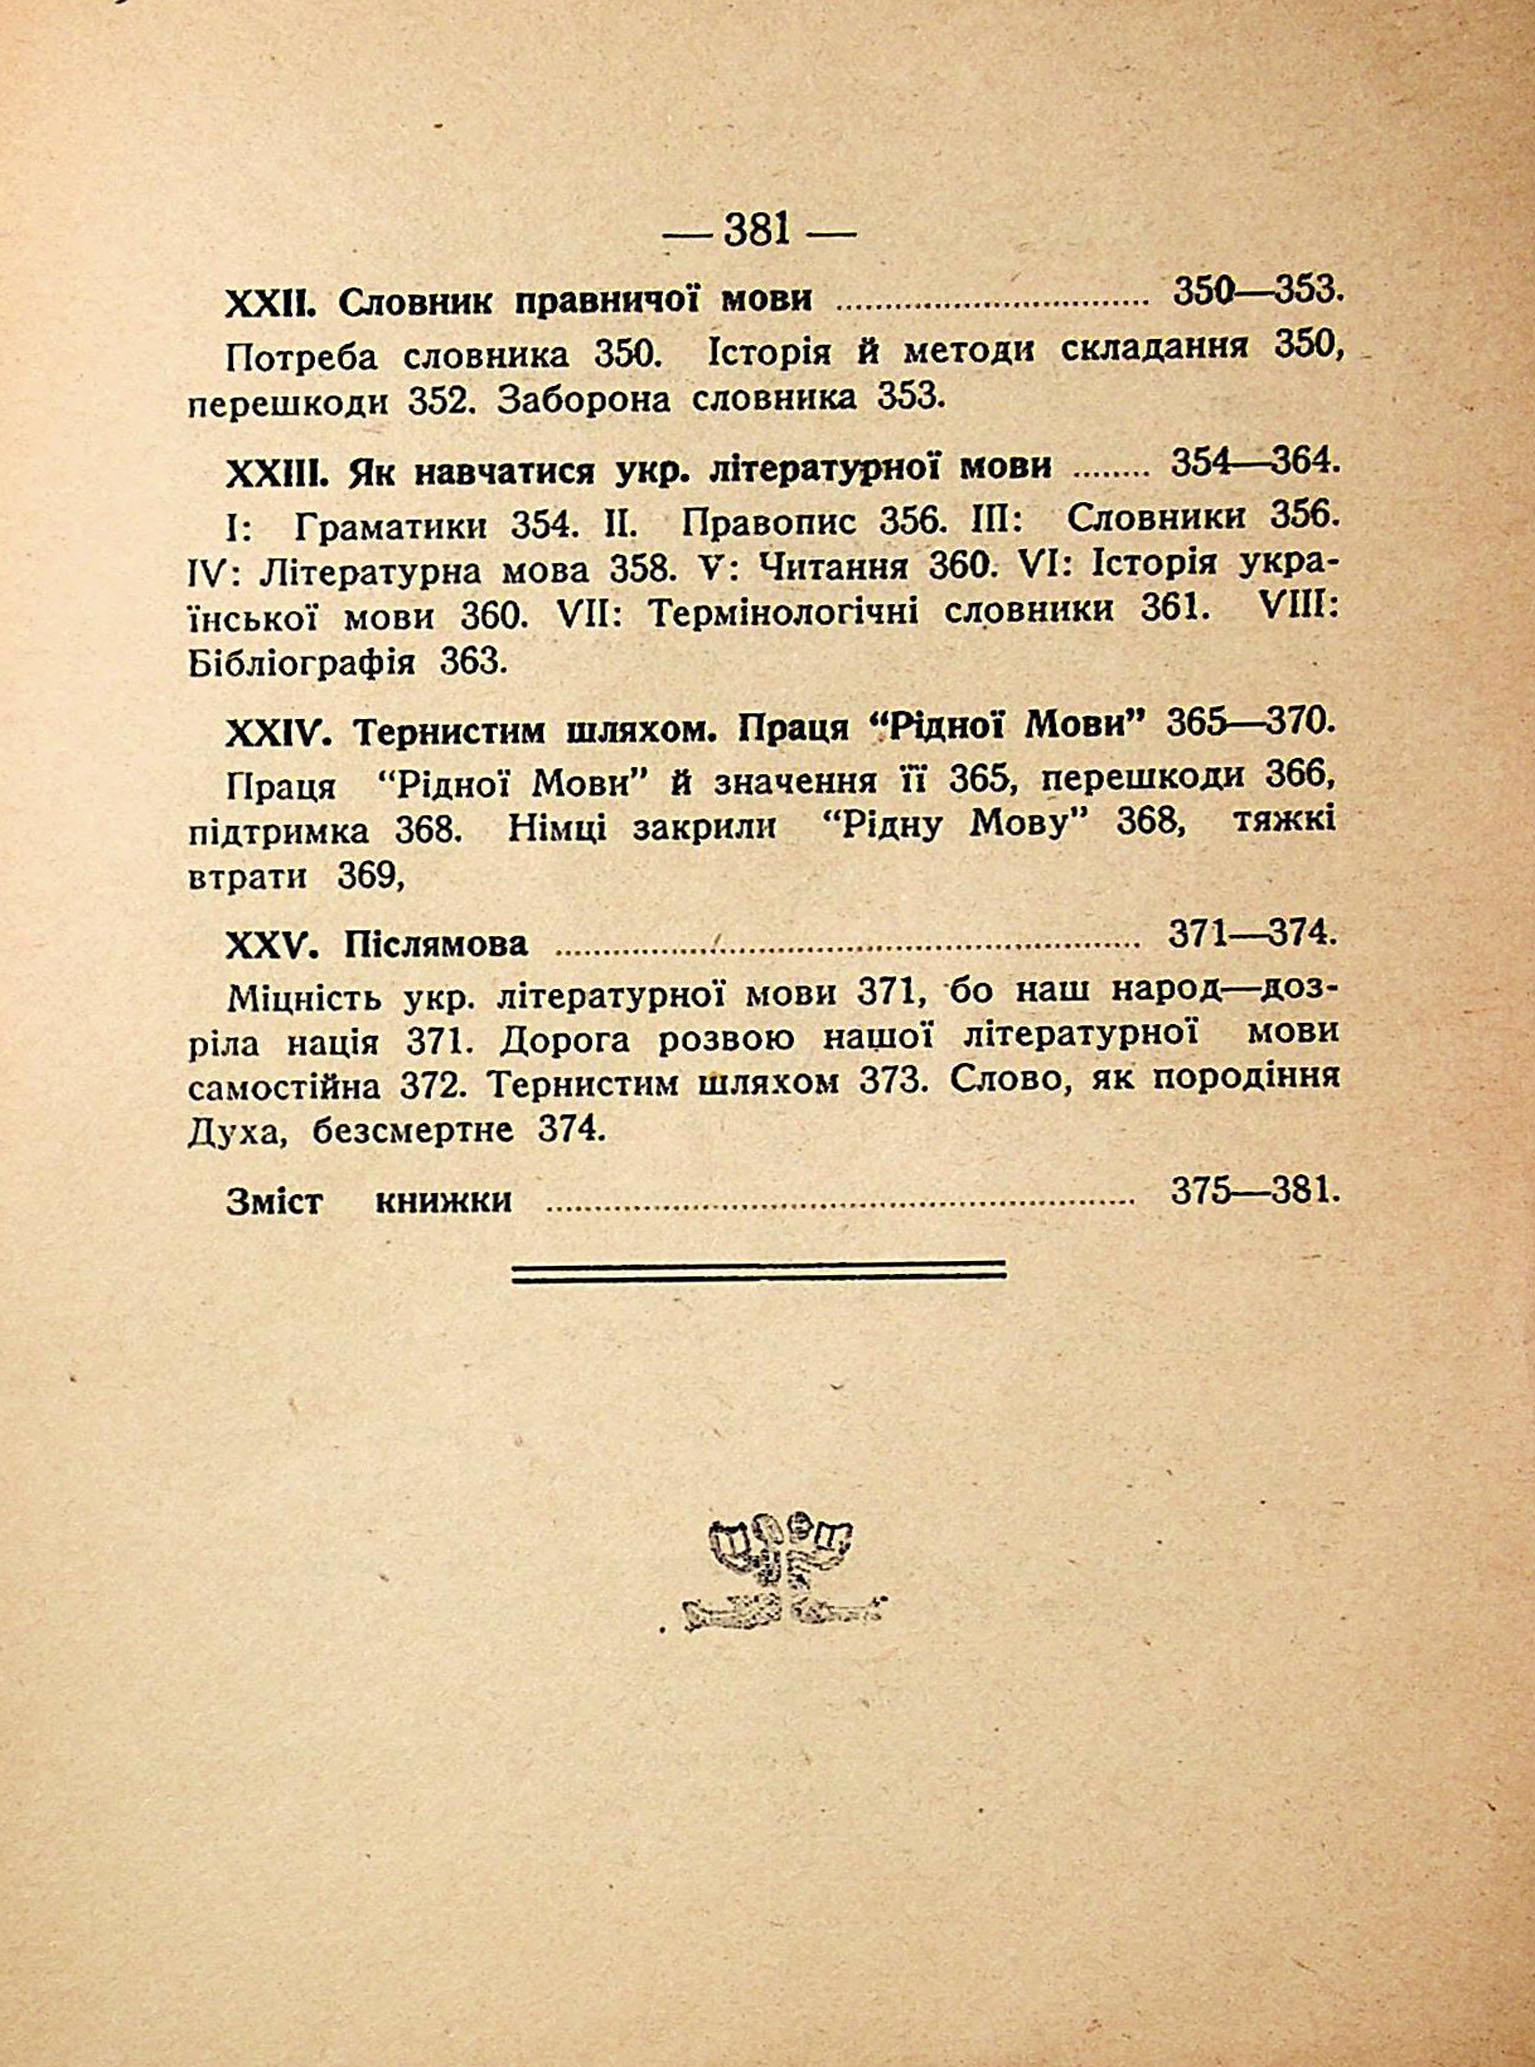 — 381 —
XXII. Словник правничої мови ................................ 350—353.
Потреба словника 350. Історія й методи складання 350,
перешкоди 352. Заборона словника 353.
XXIII. Як навчатися укр. літературної мови ........ 354—364.
І: Граматики 354. II. Правопис 356. III: Словники 356.
IV: Літературна мова 358. V: Читання 360. VI: Історія укра-
їнської мови 360. VII: Термінологічні словники 361. VIII:
Бібліографія 363.
XXIV. Тернистим шляхом. Праця “Рідної Мови” 365—370.
Праця “Рідної Мови” й значення її 365, перешкоди 366,
підтримка 368. Німці закрили “Рідну Мову” 368, тяжкі
втрати 369,
XXV. Післямова ............................................................ 371—374.
Міцність укр. літературної мови 371, бо наш народ—доз-
ріла нація 371. Дорога розвою нашої літературної мови
самостійна 372. Тернистим шляхом 373. Слово, як породіння
Духа, безсмертне 374.
Зміст книжки ............................................................ 375—381.